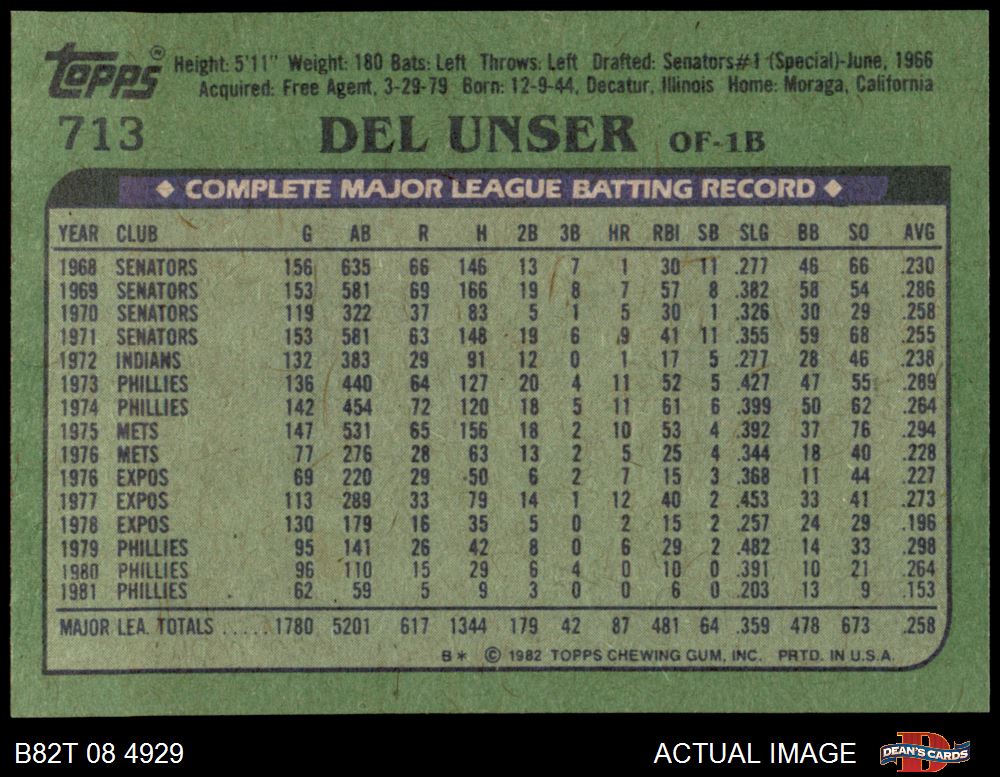 topps® Height: 5'11" Weight: 180 Bats: Left Throws: Left Drafted: Senators#1 (Special)-June, 1966
Acquired: Free Agent, 3-29-79 Born: 12-9-44, Decatur, Illinois Home: Moraga, California
713 DEL UNSER OF-1B
◆ COMPLETE MAJOR LEAGUE BATTING RECORD ◆
YEAR CLUB G AB R H 2B 3B HR RBI SB SLG BB SO AVG
1968 SENATORS 156 635 66 146 13 7 1 30 11 .277 46 66 .230
1969 SENATORS 153 581 69 166 19 8 7 57 8 .382 58 54 .286
1970 SENATORS 119 322 37 83 5 1 5 30 1 .326 30 29 .258
1971 SENATORS 153 581 63 148 19 6 9 41 11 .355 59 68 .255
1972 INDIANS 132 383 29 91 12 0 1 17 5 .277 28 46 .238
1973 PHILLIES 136 440 64 127 20 4 11 52 5 .427 47 55 .289
1974 PHILLIES 142 454 72 120 18 5 11 61 6 .399 50 62 .264
1975 METS 147 531 65 156 18 2 10 53 4 .392 37 76 .294
1976 METS 77 276 28 63 13 2 5 25 4 .344 18 40 .228
1976 EXPOS 69 220 29 50 6 2 7 15 3 .368 11 44 .227
1977 EXPOS 113 289 33 79 14 1 12 40 2 .453 33 41 .273
1978 EXPOS 130 179 16 35 5 0 2 15 2 .257 24 29 .196
1979 PHILLIES 95 141 26 42 8 0 6 29 2 .482 14 33 .298
1980 PHILLIES 96 110 15 29 6 4 0 10 0 .391 10 21 .264
1981 PHILLIES 62 59 5 9 3 0 0 6 0 .203 13 9 .153
MAJOR LEA. TOTALS ..... 1780 5201 617 1344 179 42 87 481 64 .359 478 673 .258
B* © 1982 TOPPS CHEWING GUM, INC. PRTD. IN U.S.A.
B82T 08 4929 ACTUAL IMAGE DEAN'S CARDS